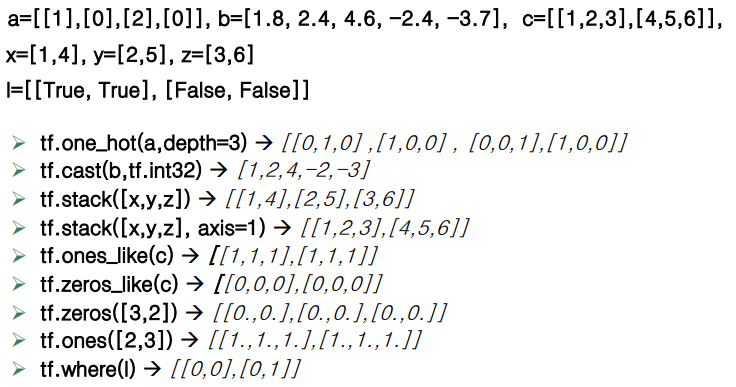 a=[[1],[0],[2],[0]], b=[1.8, 2.4, 4.6, -2.4, -3.7], c=[[1,2,3],[4,5,6]],
x=[1,4], y=[2,5], z=[3,6]
l=[[True, True], [False, False]]
➢ tf.one_hot(a,depth=3) → [[0,1,0] ,[1,0,0] , [0,0,1],[1,0,0]]
➢ tf.cast(b,tf.int32) → [1,2,4,-2,-3]
➢ tf.stack([x,y,z]) → [[1,4],[2,5],[3,6]]
➢ tf.stack([x,y,z], axis=1) → [[1,2,3],[4,5,6]]
➢ tf.ones_like(c) → [[1,1,1],[1,1,1]]
➢ tf.zeros_like(c) → [[0,0,0],[0,0,0]]
➢ tf.zeros([3,2]) → [[0.,0.],[0.,0.],[0.,0.]]
➢ tf.ones([2,3]) → [[1.,1.,1.],[1.,1.,1.]]
➢ tf.where(l) → [[0,0],[0,1]]